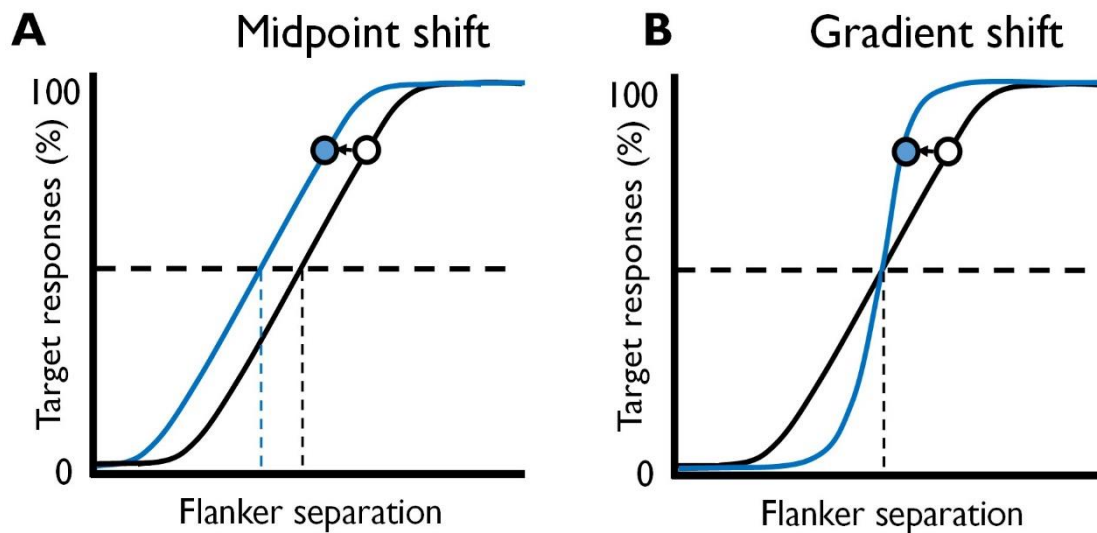 A
Midpoint shift
100
Target responses (%)
0
Flanker separation
B
Gradient shift
100
Target responses (%)
0
Flanker separation